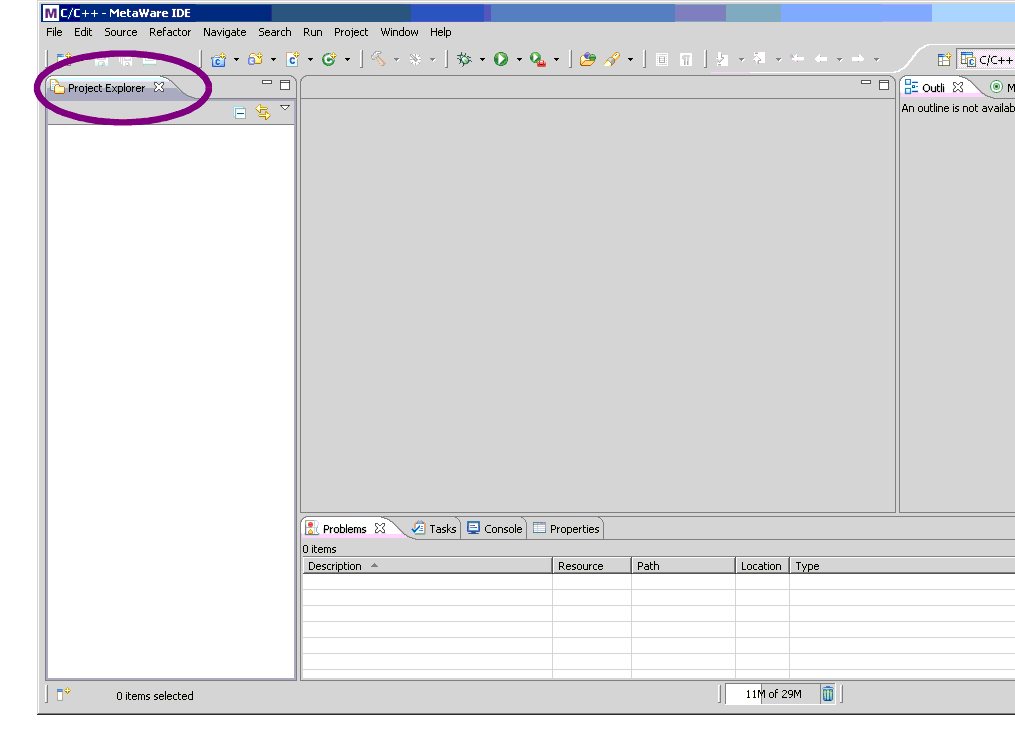 M C/C++ - MetaWare IDE
File Edit Source Refactor Navigate Search Run Project Window Help
C/C++
Project Explorer
Outli
M
An outline is not availab
Problems Tasks Console Properties
0 items
Description Resource Path Location Type
0 items selected
11M of 29M